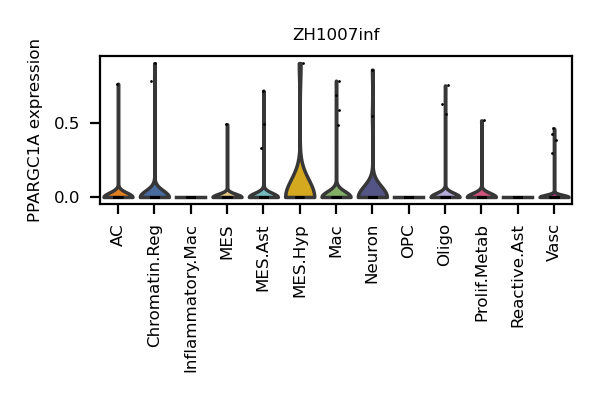 ZH1007inf
PPARGC1A expression
0.5
0.0
AC
Chromatin.Reg
Inflammatory.Mac
MES
MES.Ast
MES.Hyp
Mac
Neuron
OPC
Oligo
Prolif.Metab
Reactive.Ast
Vasc